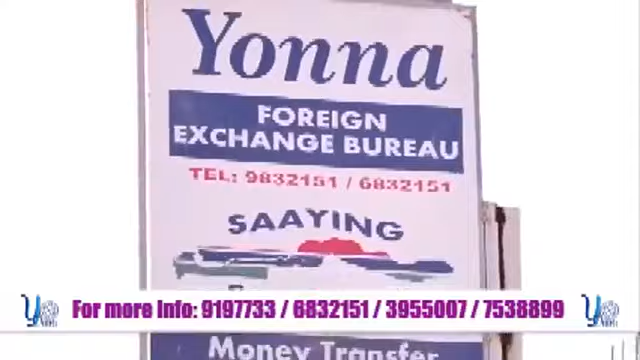 Yonna
FOREIGN
EXCHANGE BUREAU
TEL: 9832151 / 6832151
SAAYING
For more Info: 9197733 / 6832151 / 3955007 / 7538899
Money Transfer